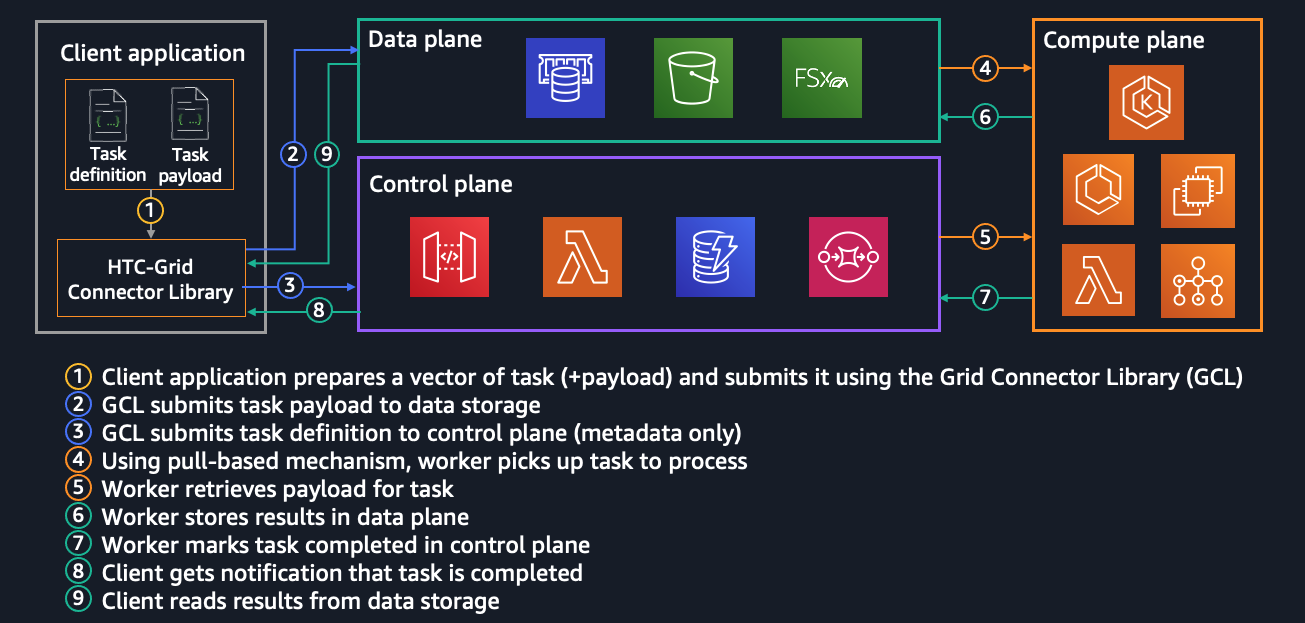 Client application
{ ... }
{ ... }
Task
definition
Task
payload
1
HTC-Grid
Connector Library
2
9
3
8
Data plane
FSx
Control plane
</>
4
6
5
7
Compute plane
K
1 Client application prepares a vector of task (+payload) and submits it using the Grid Connector Library (GCL)
2 GCL submits task payload to data storage
3 GCL submits task definition to control plane (metadata only)
4 Using pull-based mechanism, worker picks up task to process
5 Worker retrieves payload for task
6 Worker stores results in data plane
7 Worker marks task completed in control plane
8 Client gets notification that task is completed
9 Client reads results from data storage